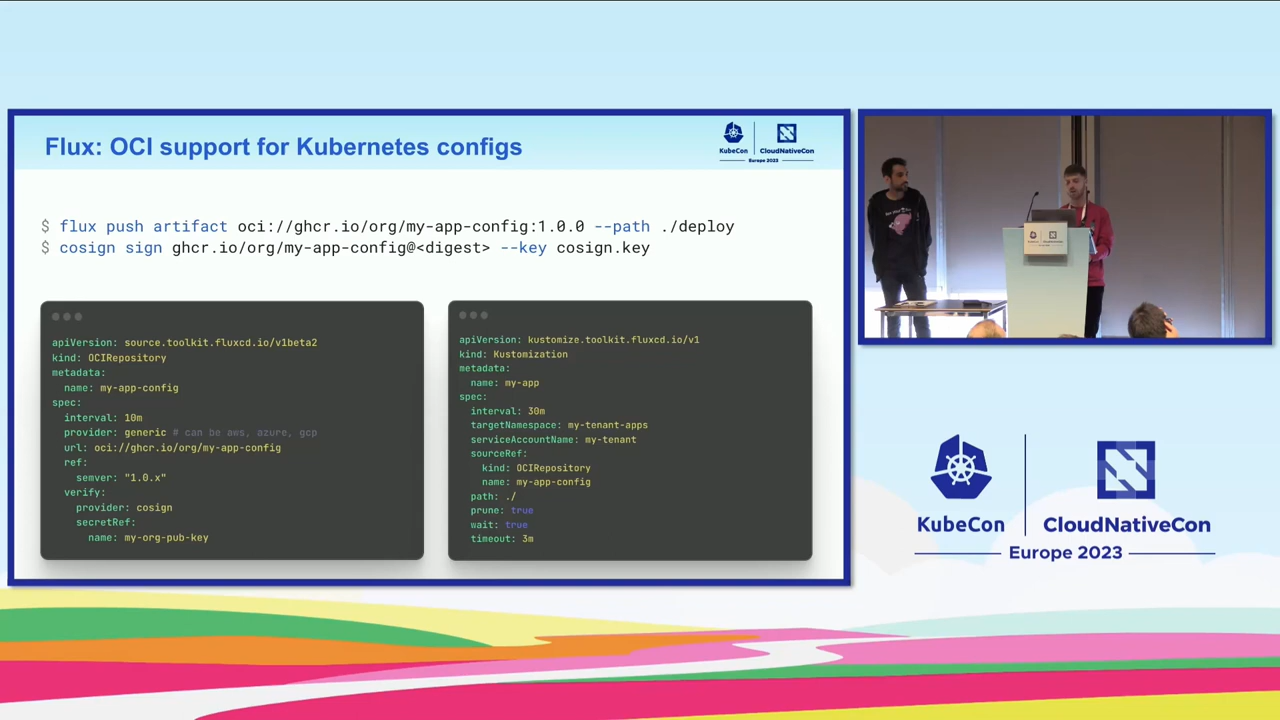 Flux: OCI support for Kubernetes configs
KubeCon
CloudNativeCon
Europe 2023
$ flux push artifact oci://ghcr.io/org/my-app-config:1.0.0 --path ./deploy
$ cosign sign ghcr.io/org/my-app-config@<digest> --key cosign.key
apiVersion: source.toolkit.fluxcd.io/v1beta2
kind: OCIRepository
metadata:
name: my-app-config
spec:
interval: 10m
provider: generic # can be aws, azure, gcp
url: oci://ghcr.io/org/my-app-config
ref:
semver: "1.0.x"
verify:
provider: cosign
secretRef:
name: my-org-pub-key
apiVersion: kustomize.toolkit.fluxcd.io/v1
kind: Kustomization
metadata:
name: my-app
spec:
interval: 30m
targetNamespace: my-tenant-apps
serviceAccountName: my-tenant
sourceRef:
kind: OCIRepository
name: my-app-config
path: ./
prune: true
wait: true
timeout: 3m
KubeCon
CloudNativeCon
Europe 2023